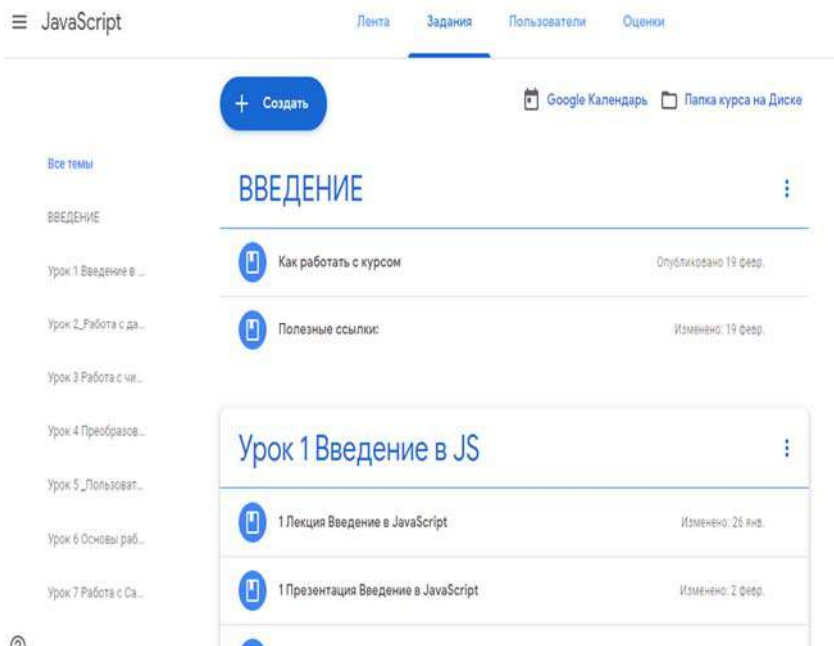 JavaScript
Лента Задания Пользователи Оценки
+ Создать
Google Календарь Папка курса на Диске
Все темы
ВВЕДЕНИЕ
Урок 1 Введение в ...
Урок 2_Работа с да...
Урок 3 Работа с чи...
Урок 4 Преобразов...
Урок 5_Пользоват...
Урок 6 Основы раб...
Урок 7 Работа с Са...
ВВЕДЕНИЕ
Как работать с курсом Опубликовано 19 февр.
Полезные ссылки: Изменено: 19 февр.
Урок 1 Введение в JS
1 Лекция Введение в JavaScript Изменено: 26 янв.
1 Презентация Введение в JavaScript Изменено: 2 февр.